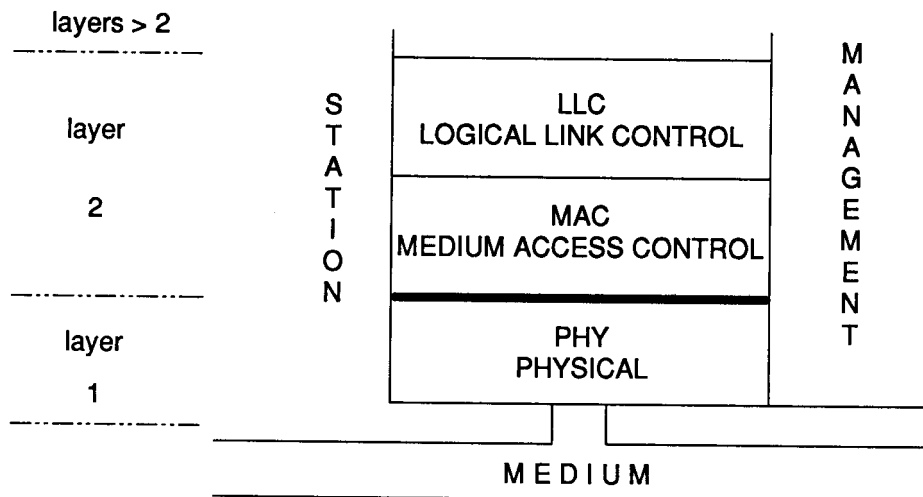 layers > 2
layer
2
layer
1
STATION
LLC
LOGICAL LINK CONTROL
MAC
MEDIUM ACCESS CONTROL
PHY
PHYSICAL
MANAGEMENT
MEDIUM